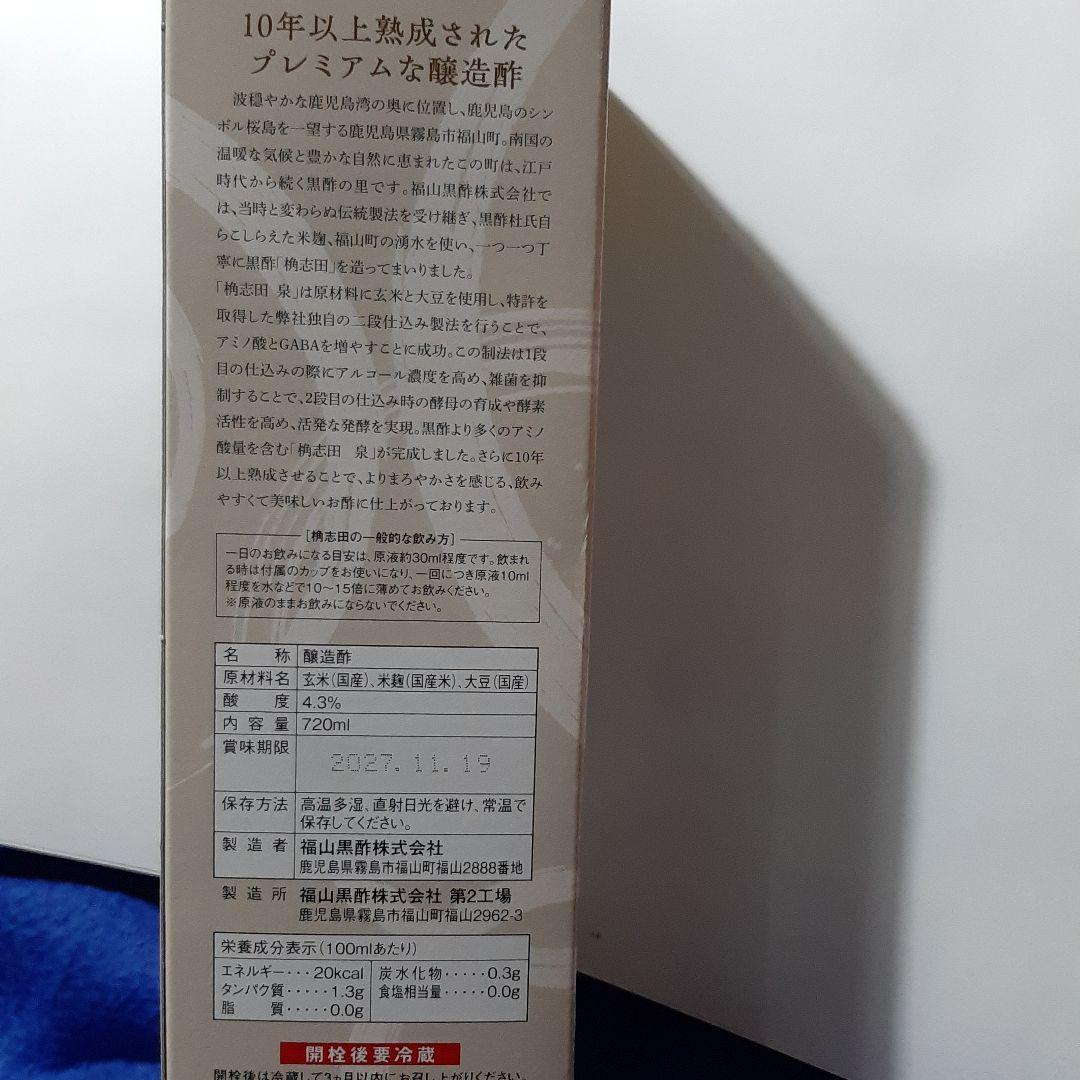 10年以上熟成された
プレミアムな醸造酢
波穏やかな鹿児島湾の奥に位置し、鹿児島のシン
ボル桜島を一望する鹿児島県霧島市福山町。南国の
温暖な気候と豊かな自然に恵まれたこの町は、江戸
時代から続く黒酢の里です。福山黒酢株式会社で
は、当時と変わらぬ伝統製法を受け継ぎ、黒酢杜氏自
らこしらえた米麹、福山町の湧水を使い、一つ一つ丁
寧に黒酢「桷志田」を造ってまいりました。
「桷志田 泉」は原材料に玄米と大豆を使用し、特許を
取得した弊社独自の二段仕込み製法を行うことで、
アミノ酸とGABAを増やすことに成功。この制法は1段
目の仕込みの際にアルコール濃度を高め、雑菌を抑
制することで、2段目の仕込み時の酵母の育成や酵素
活性を高め、活発な発酵を実現。黒酢より多くのアミノ
酸量を含む「桷志田 泉」が完成しました。さらに10年
以上熟成させることで、よりまろやかさを感じる、飲み
やすくて美味しいお酢に仕上がっております。
[桷志田の一般的な飲み方]
一日のお飲みになる目安は、原液約30ml程度です。飲まれ
る時は付属のカップをお使いになり、一回につき原液10ml
程度を水などで10〜15倍に薄めてお飲みください。
※原液のままお飲みにならないでください。
名称 醸造酢
原材料名 玄米(国産)、米麹(国産米)、大豆(国産)
酸度 4.3%
内容量 720ml
賞味期限 2027.11.19
保存方法 高温多湿、直射日光を避け、常温で
保存してください。
製造者 福山黒酢株式会社
鹿児島県霧島市福山町福山2888番地
製造所 福山黒酢株式会社 第2工場
鹿児島県霧島市福山町福山2962-3
栄養成分表示(100mlあたり)
エネルギー・・・20kcal 炭水化物・・・・・0.3g
タンパク質・・・・・1.3g 食塩相当量・・・・・0.0g
脂質・・・・・0.0g
開栓後要冷蔵
開栓後は冷蔵して3ヵ月以内にお召し上がりください。